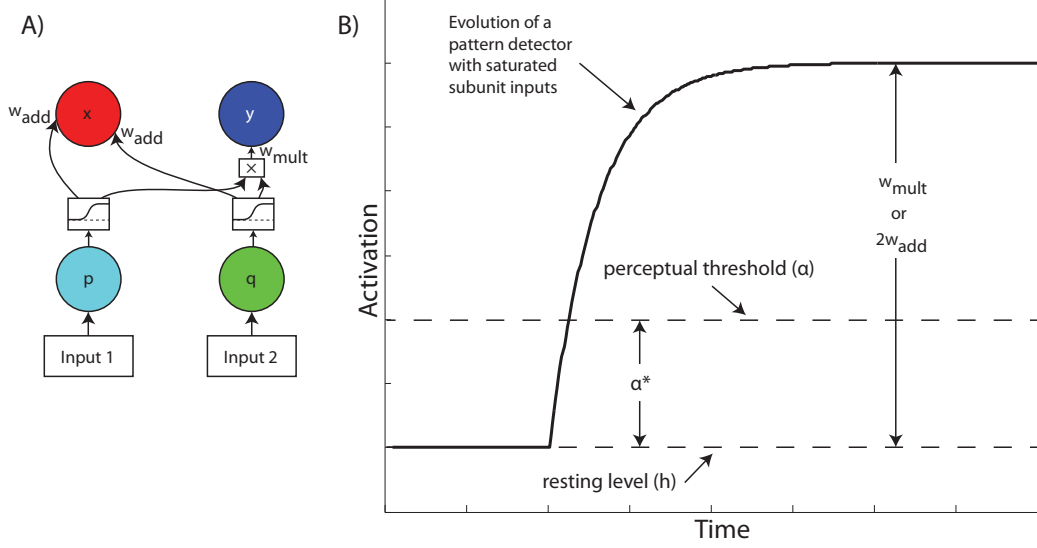 A)
x
y
w_add
w_add
w_mult
×
p
q
Input 1
Input 2
B)
Evolution of a
pattern detector
with saturated
subunit inputs
w_mult
or
2w_add
perceptual threshold (α)
α*
resting level (h)
Activation
Time